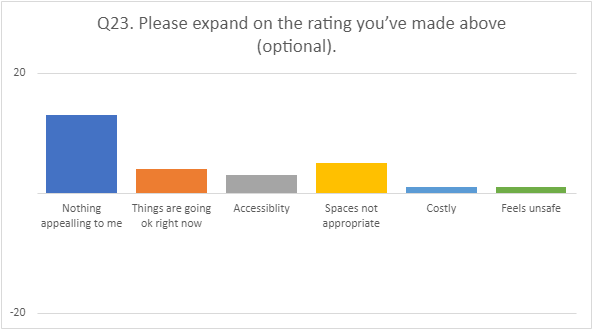 Q23. Please expand on the rating you’ve made above
(optional).
20
Nothing
appealling to me
Things are going
ok right now
Accessiblity
Spaces not
appropriate
Costly
Feels unsafe
-20